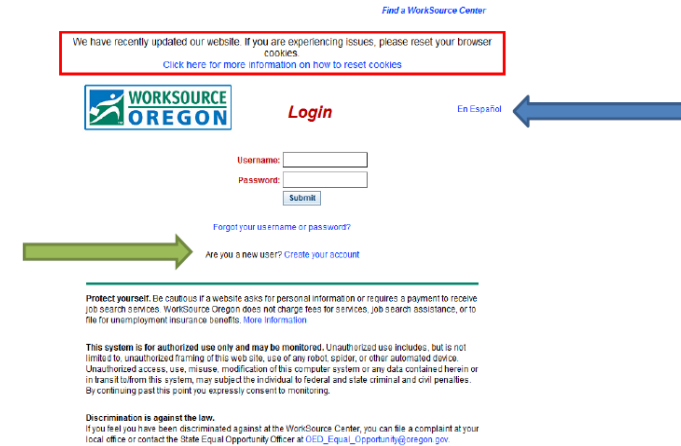 Find a WorkSource Center
We have recently updated our website. If you are experiencing issues, please reset your browser
cookies.
Click here for more information on how to reset cookies
WORKSOURCE
OREGON
Login
En Español
Username:
Password:
Submit
Forgot your username or password?
Are you a new user? Create your account
Protect yourself. Be cautious if a website asks for personal information or requires a payment to receive
job search services. WorkSource Oregon does not charge fees for services, job search assistance, or to
file for unemployment insurance benefits. More Information
This system is for authorized use only and may be monitored. Unauthorized use includes, but is not
limited to, unauthorized framing of this web site, use of any robot, spider, or other automated device.
Unauthorized access, use, misuse, modification of this computer system or any data contained herein or
in transit to/from this system, may subject the individual to federal and state criminal and civil penalties.
By continuing past this point you expressly consent to monitoring.
Discrimination is against the law.
If you feel you have been discriminated against at the WorkSource Center, you can file a complaint at your
local office or contact the State Equal Opportunity Officer at OED_Equal_Opportunity@oregon.gov.